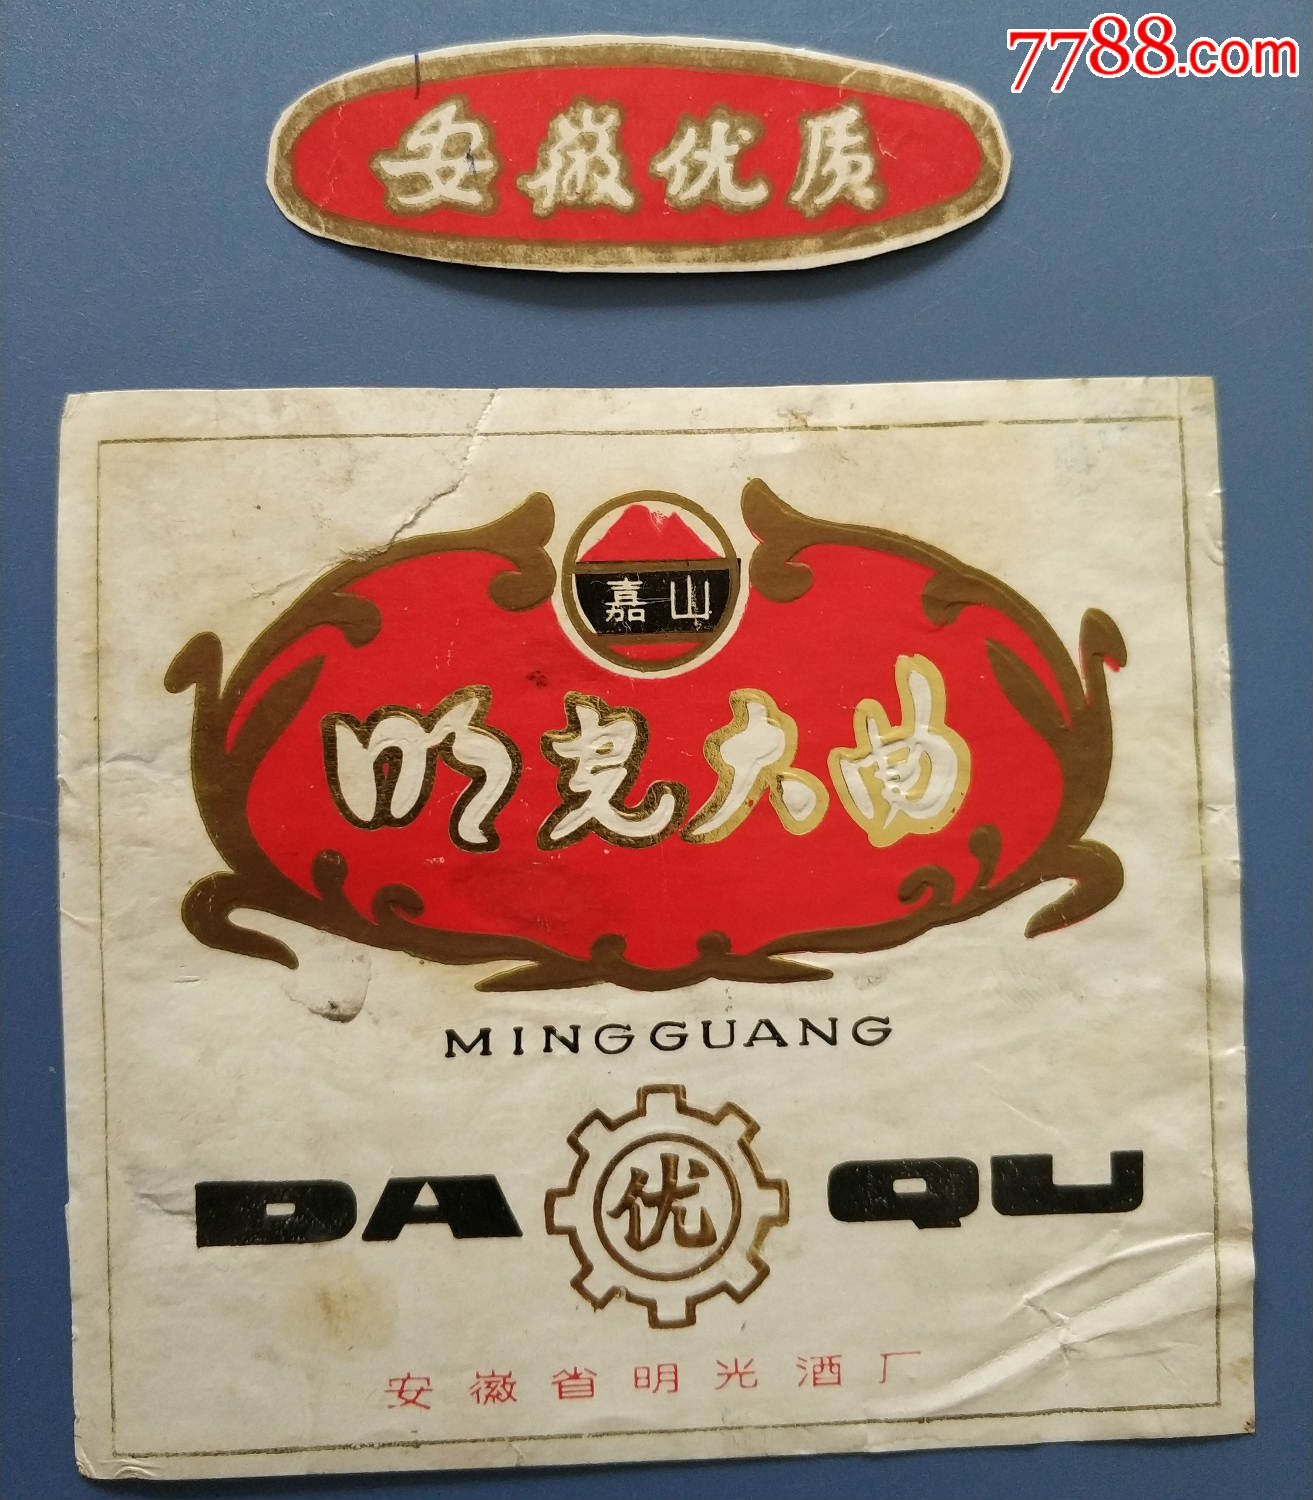 7788.com
安徽优质
嘉山
明光大曲
MINGGUANG
DA 优 QU
安徽省明光酒厂